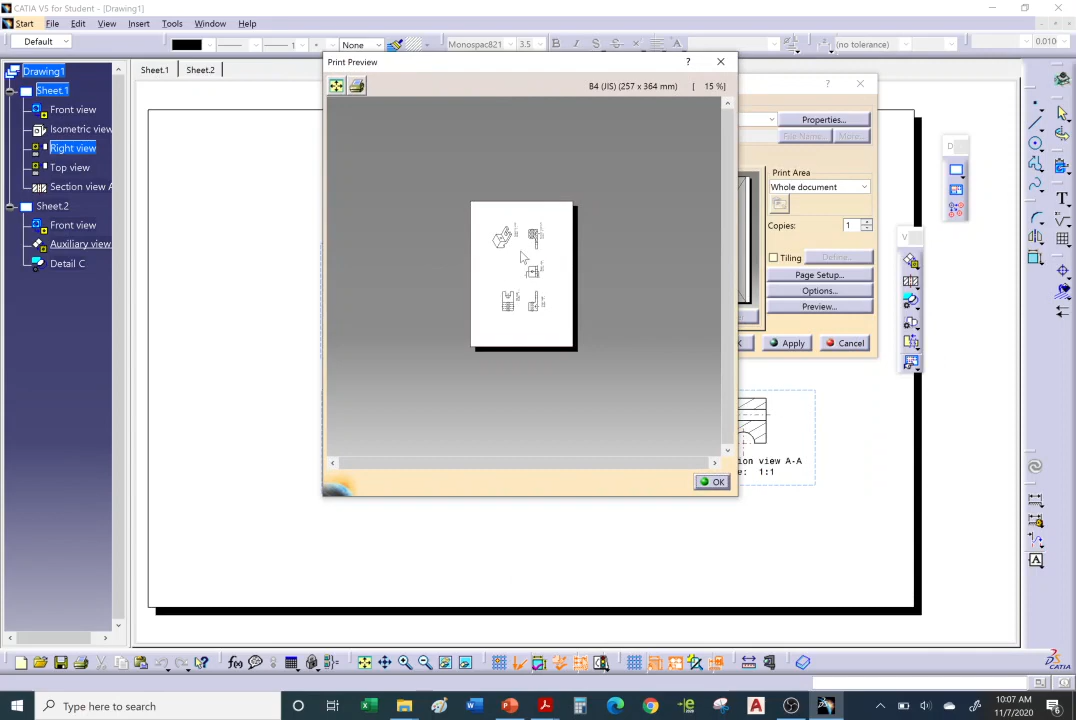 CATIA V5 for Student - [Drawing1]
Start File Edit View Insert Tools Window Help
Default
1
None
Monospac821
3.5
B I S S
A
(no tolerance)
0.010
Drawing1
Sheet.1
Front view
Isometric view
Right view
Top view
Section view A
Sheet.2
Front view
Auxiliary view
Detail C
Sheet.1 Sheet.2
Print Preview
?
B4 (JIS) (257 x 364 mm) [ 15 %]
OK
?
Properties...
File Name...
More...
Print Area
Whole document
Copies: 1
Tiling
Define...
Page Setup...
Options...
Preview...
K
Apply
Cancel
D
V
ion view A-A
e: 1:1
CATIA
Type here to search
10:07 AM
11/7/2020
6